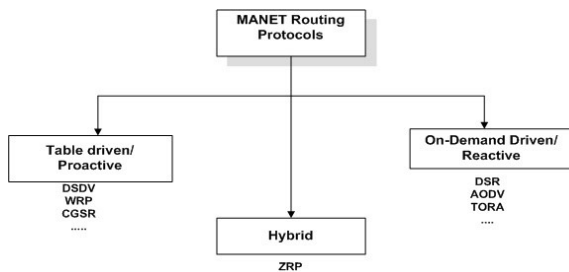 MANET Routing
Protocols
Table driven/
Proactive
DSDV
WRP
CGSR
.....
Hybrid
ZRP
On-Demand Driven/
Reactive
DSR
AODV
TORA
....